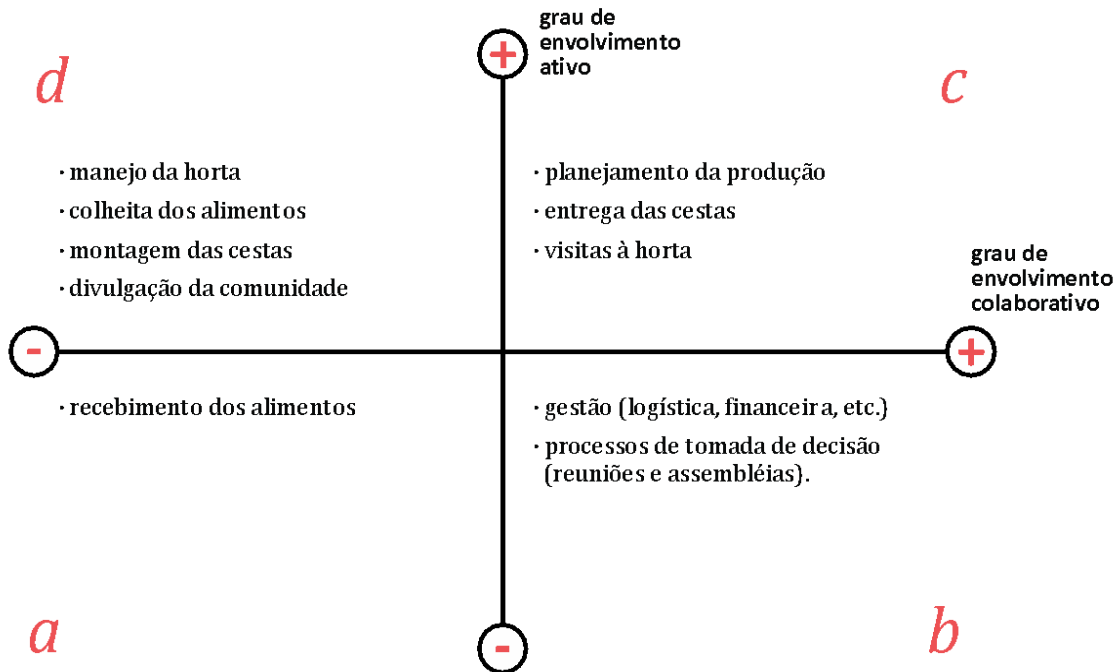 grau de
envolvimento
ativo
+
d
c
· manejo da horta
· colheita dos alimentos
· montagem das cestas
· divulgação da comunidade
· planejamento da produção
· entrega das cestas
· visitas à horta
grau de
envolvimento
colaborativo
-
+
· recebimento dos alimentos
· gestão (logística, financeira, etc.)
· processos de tomada de decisão
(reuniões e assembléias).
a
b
-